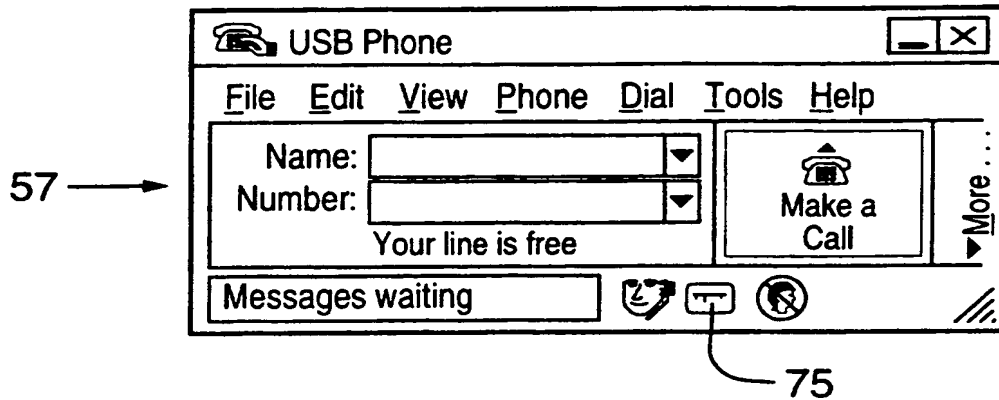 USB Phone
File Edit View Phone Dial Tools Help
Name:
Number:
Your line is free
Make a
Call
More...
Messages waiting
57
75